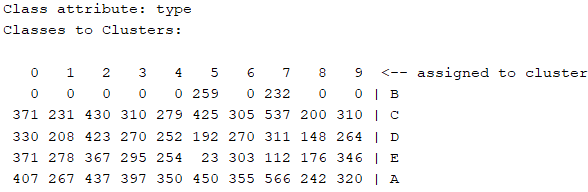 Class attribute: type
Classes to Clusters:
0 1 2 3 4 5 6 7 8 9 <-- assigned to cluster
0 0 0 0 0 259 0 232 0 0 | B
371 231 430 310 279 425 305 537 200 310 | C
330 208 423 270 252 192 270 311 148 264 | D
371 278 367 295 254 23 303 112 176 346 | E
407 267 437 397 350 450 355 566 242 320 | A